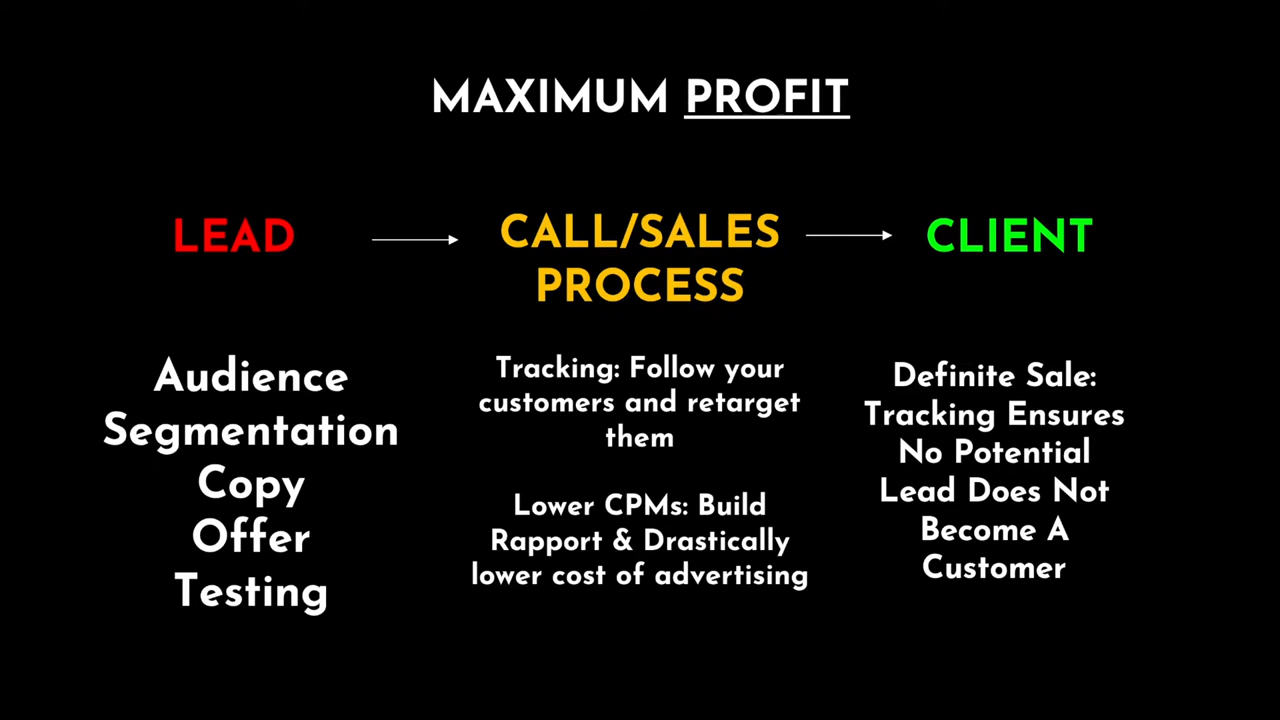 MAXIMUM PROFIT
LEAD
CALL/SALES
PROCESS
CLIENT
Audience
Segmentation
Copy
Offer
Testing
Tracking: Follow your
customers and retarget
them
Lower CPMs: Build
Rapport & Drastically
lower cost of advertising
Definite Sale:
Tracking Ensures
No Potential
Lead Does Not
Become A
Customer